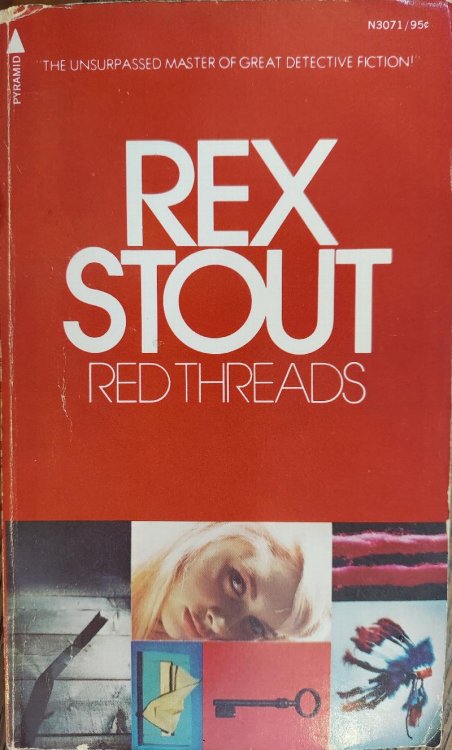 N3071/95¢
PYRAMID
"THE UNSURPASSED MASTER OF GREAT DETECTIVE FICTION!"
REX
STOUT
RED THREADS